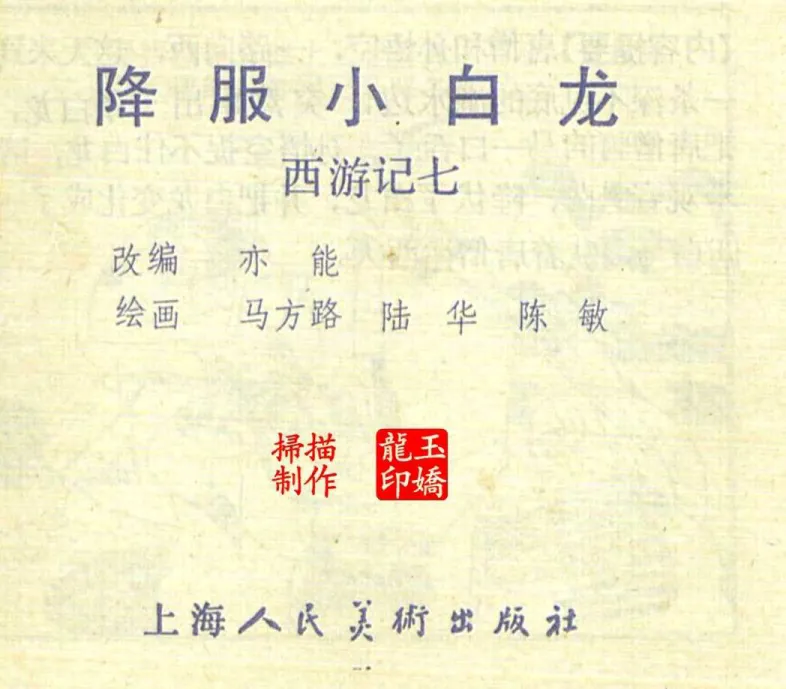 降服小白龙
西游记七
改编 亦能
绘画 马方路 陆华 陈敏
掃描
制作
龍玉
印嬌
上海人民美術出版社